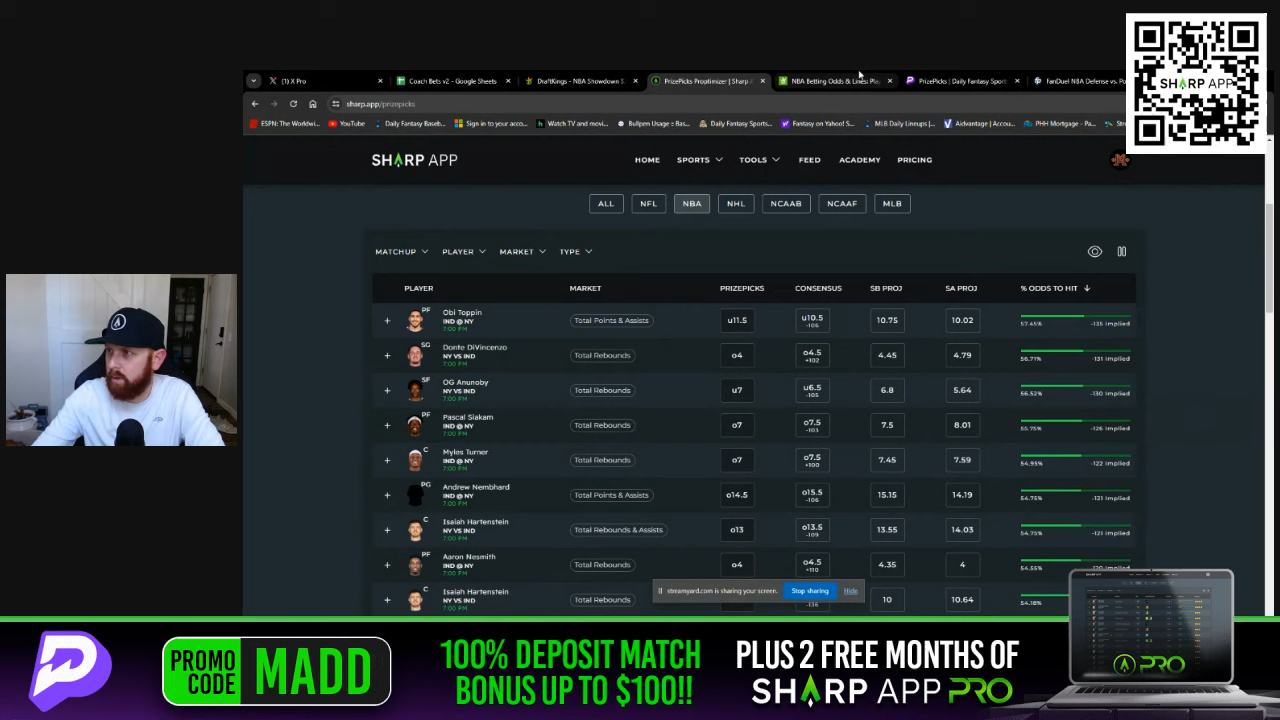 SHARP APP
(1) X Pro
Coach Bets v2 - Google Sheets
DraftKings - NBA Showdown S
PrizePicks Proptimizer | Sharp A
NBA Betting Odds & Lines: Pla
PrizePicks | Daily Fantasy Sport
FanDuel NBA Defense vs. Po
sharp.app/prizepicks
ESPN: The Worldwi...
YouTube
Daily Fantasy Baseb...
Sign in to your acco...
Watch TV and movi...
Bullpen Usage : Bas...
Daily Fantasy Sports...
Fantasy on Yahoo! S...
MLB Daily Lineups,...
Advantage | Accou...
PHH Mortgage - Pa...
SHARP APP
HOME
SPORTS
TOOLS
FEED
ACADEMY
PRICING
ALL
NFL
NBA
NHL
NCAAB
NCAAF
MLB
MATCHUP
PLAYER
MARKET
TYPE
PLAYER
MARKET
PRIZEPICKS
CONSENSUS
SB PROJ
SA PROJ
% ODDS TO HIT
PF
Obi Toppin
IND @ NY
7:00 PM
Total Points & Assists
u11.5
u10.5
-106
10.75
10.02
57.45%
-135 Implied
SG
Donte DiVincenzo
NY VS IND
7:00 PM
Total Rebounds
o4
o4.5
+102
4.45
4.79
56.71%
-131 Implied
SF
OG Anunoby
NY VS IND
7:00 PM
Total Rebounds
u7
u6.5
-105
6.8
5.64
56.52%
-130 Implied
PF
Pascal Siakam
IND @ NY
7:00 PM
Total Rebounds
o7
o7.5
-103
7.5
8.01
55.75%
-126 Implied
C
Myles Turner
IND @ NY
7:00 PM
Total Rebounds
o7
o7.5
+100
7.45
7.59
54.95%
-122 Implied
PG
Andrew Nembhard
IND @ NY
7:00 PM
Total Points & Assists
o14.5
o15.5
-106
15.15
14.19
54.75%
-121 Implied
C
Isaiah Hartenstein
NY VS IND
7:00 PM
Total Rebounds & Assists
o13
o13.5
-109
13.55
14.03
54.75%
-121 Implied
PF
Aaron Nesmith
IND @ NY
7:00 PM
Total Rebounds
o4
o4.5
+110
4.35
4
54.55%
-120 Implied
C
Isaiah Hartenstein
NY VS IND
7:00 PM
-136
10
10.64
54.18%
streamyard.com is sharing your screen.
Stop sharing
Hide
PRO
PROMO
CODE
MADD
100% DEPOSIT MATCH
BONUS UP TO $100!!
PLUS 2 FREE MONTHS OF
SHARP APP PRO